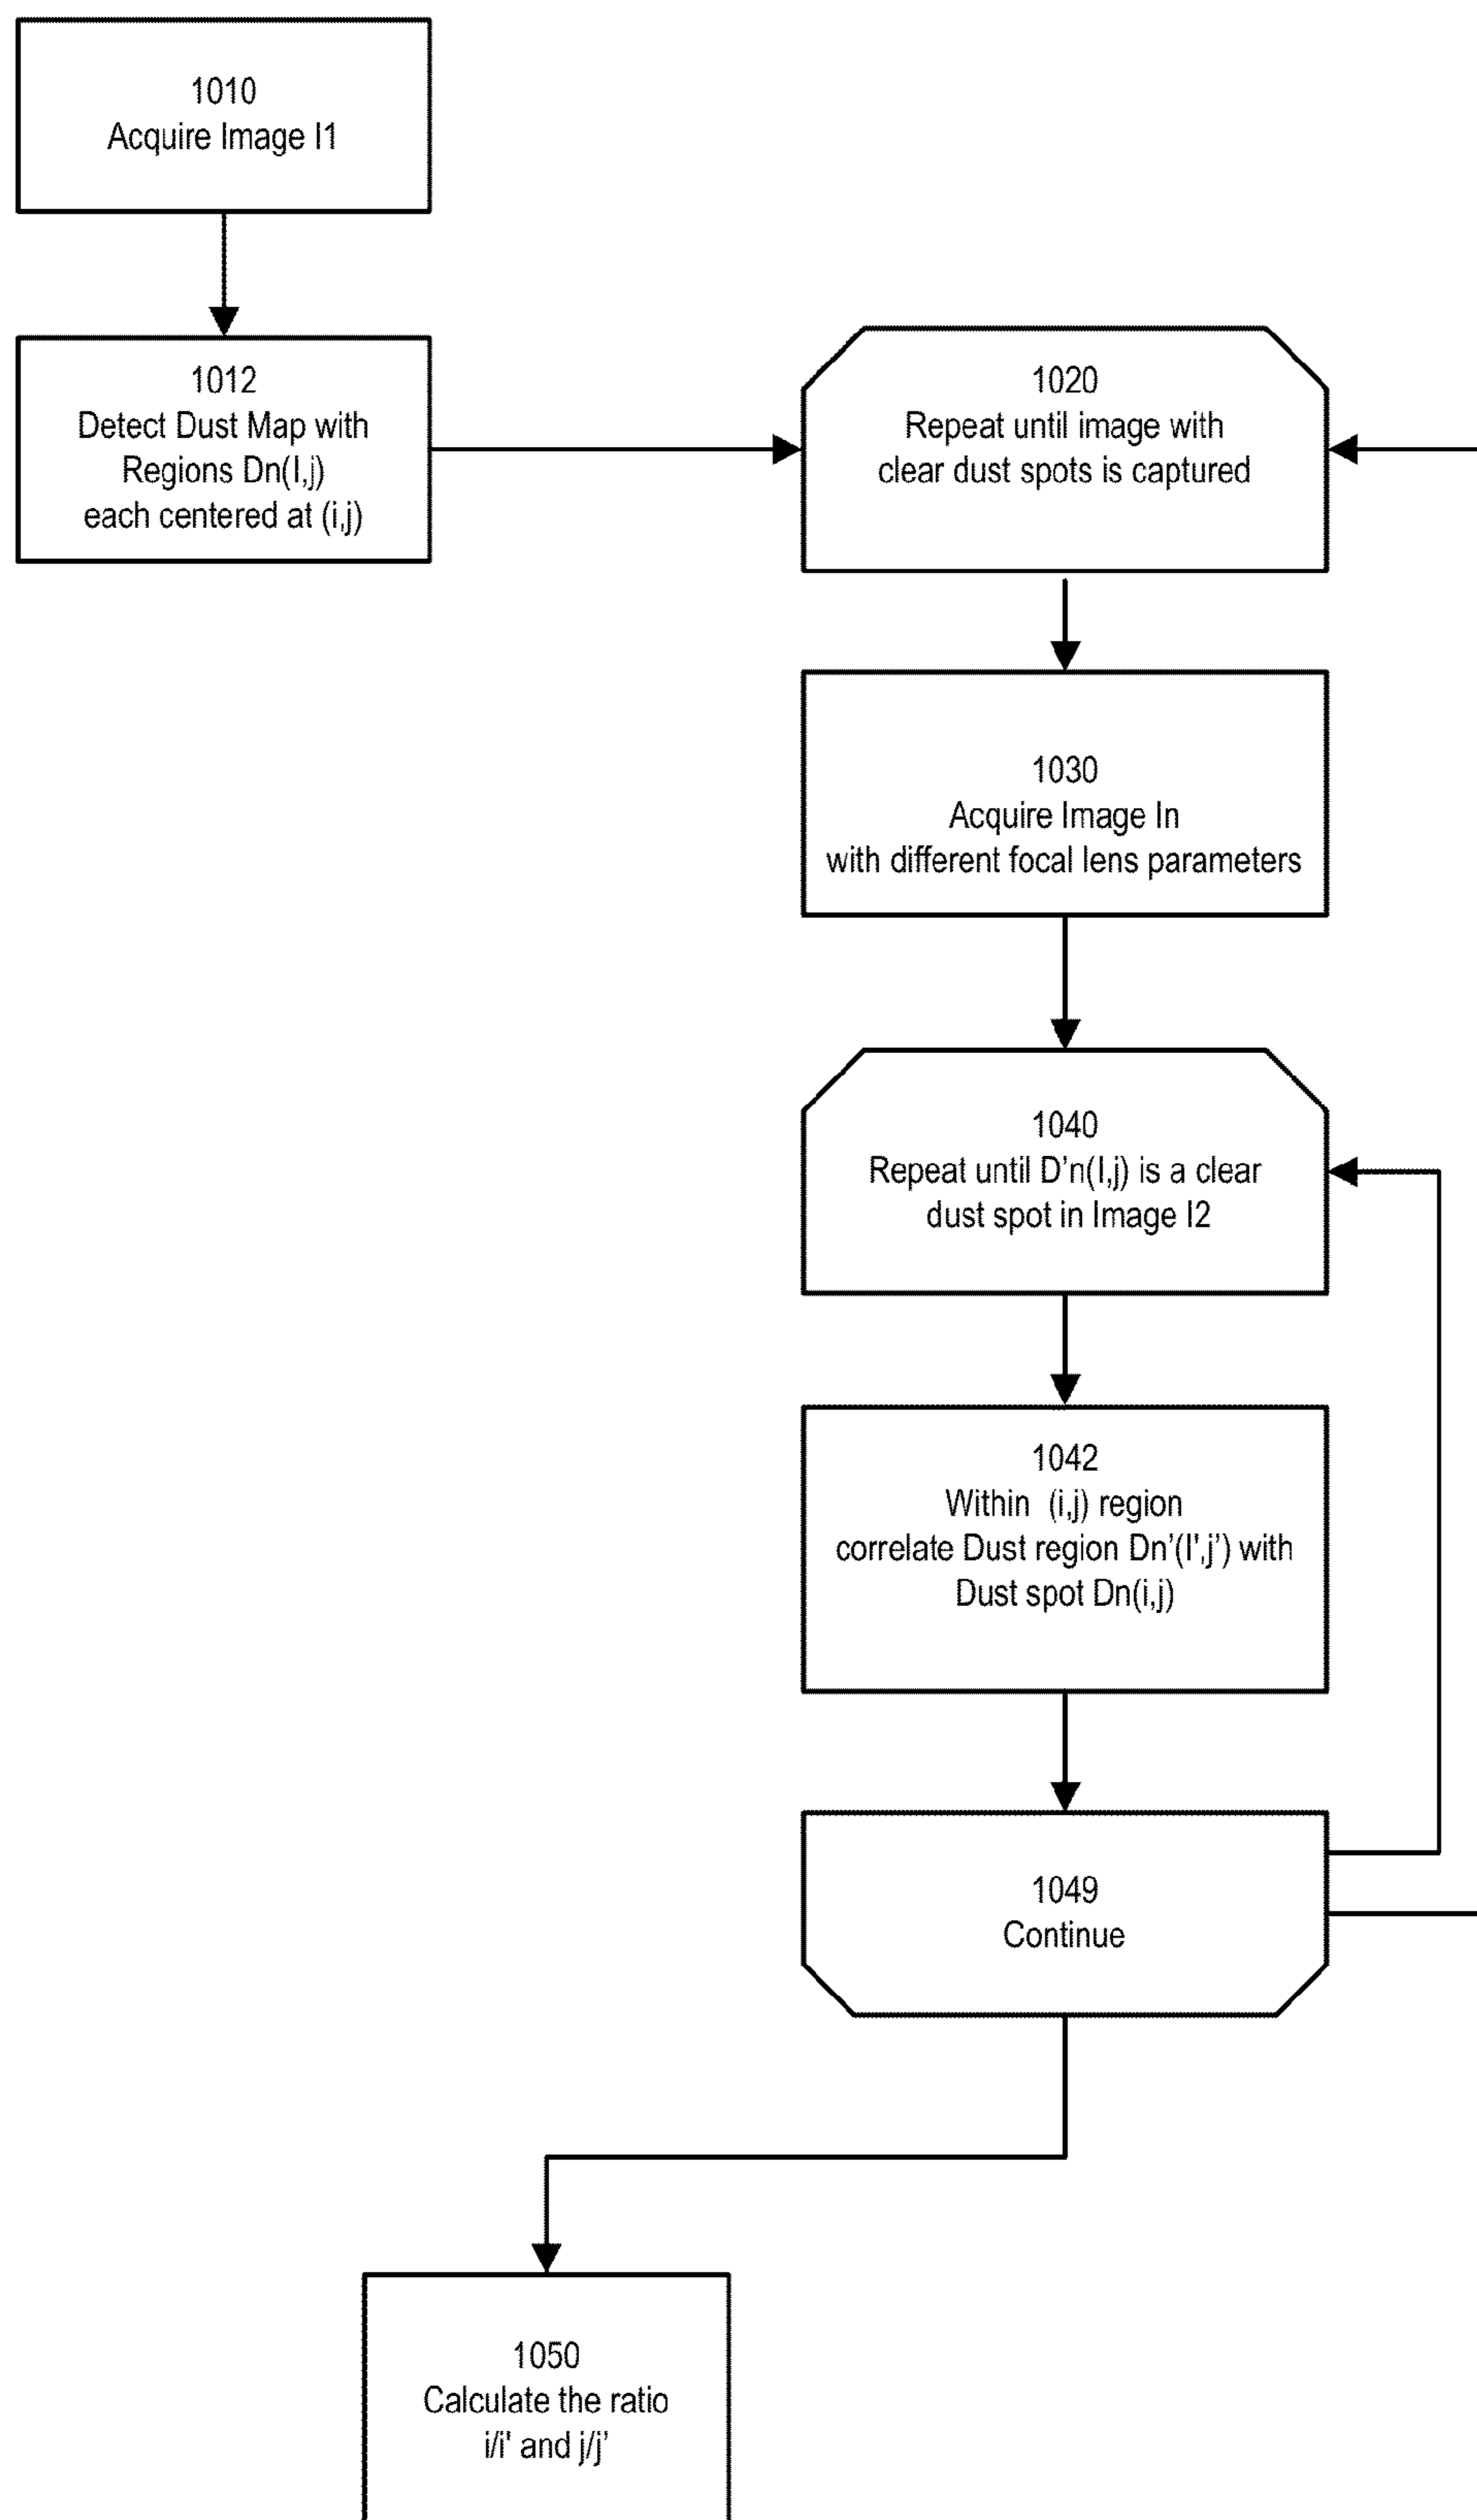 1010
Acquire Image I1
1012
Detect Dust Map with
Regions Dn(I,j)
each centered at (i,j)
1020
Repeat until image with
clear dust spots is captured
1030
Acquire Image In
with different focal lens parameters
1040
Repeat until D'n(I,j) is a clear
dust spot in Image I2
1042
Within (i,j) region
correlate Dust region Dn'(I',j') with
Dust spot Dn(i,j)
1049
Continue
1050
Calculate the ratio
i/i' and j/j'